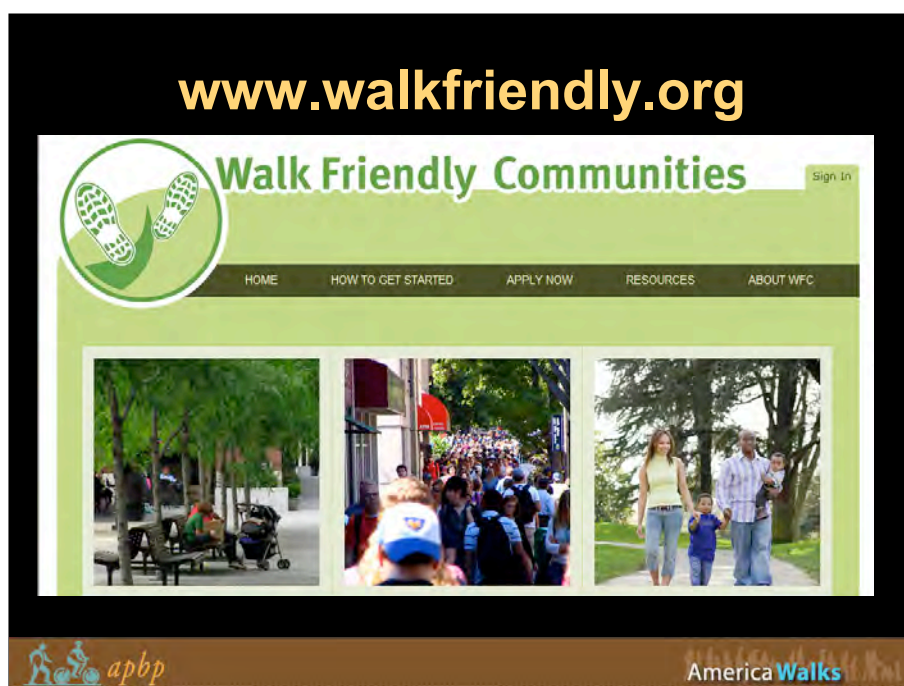 www.walkfriendly.org
Walk Friendly Communities
Sign In
HOME HOW TO GET STARTED APPLY NOW RESOURCES ABOUT WFC
apbp
America Walks